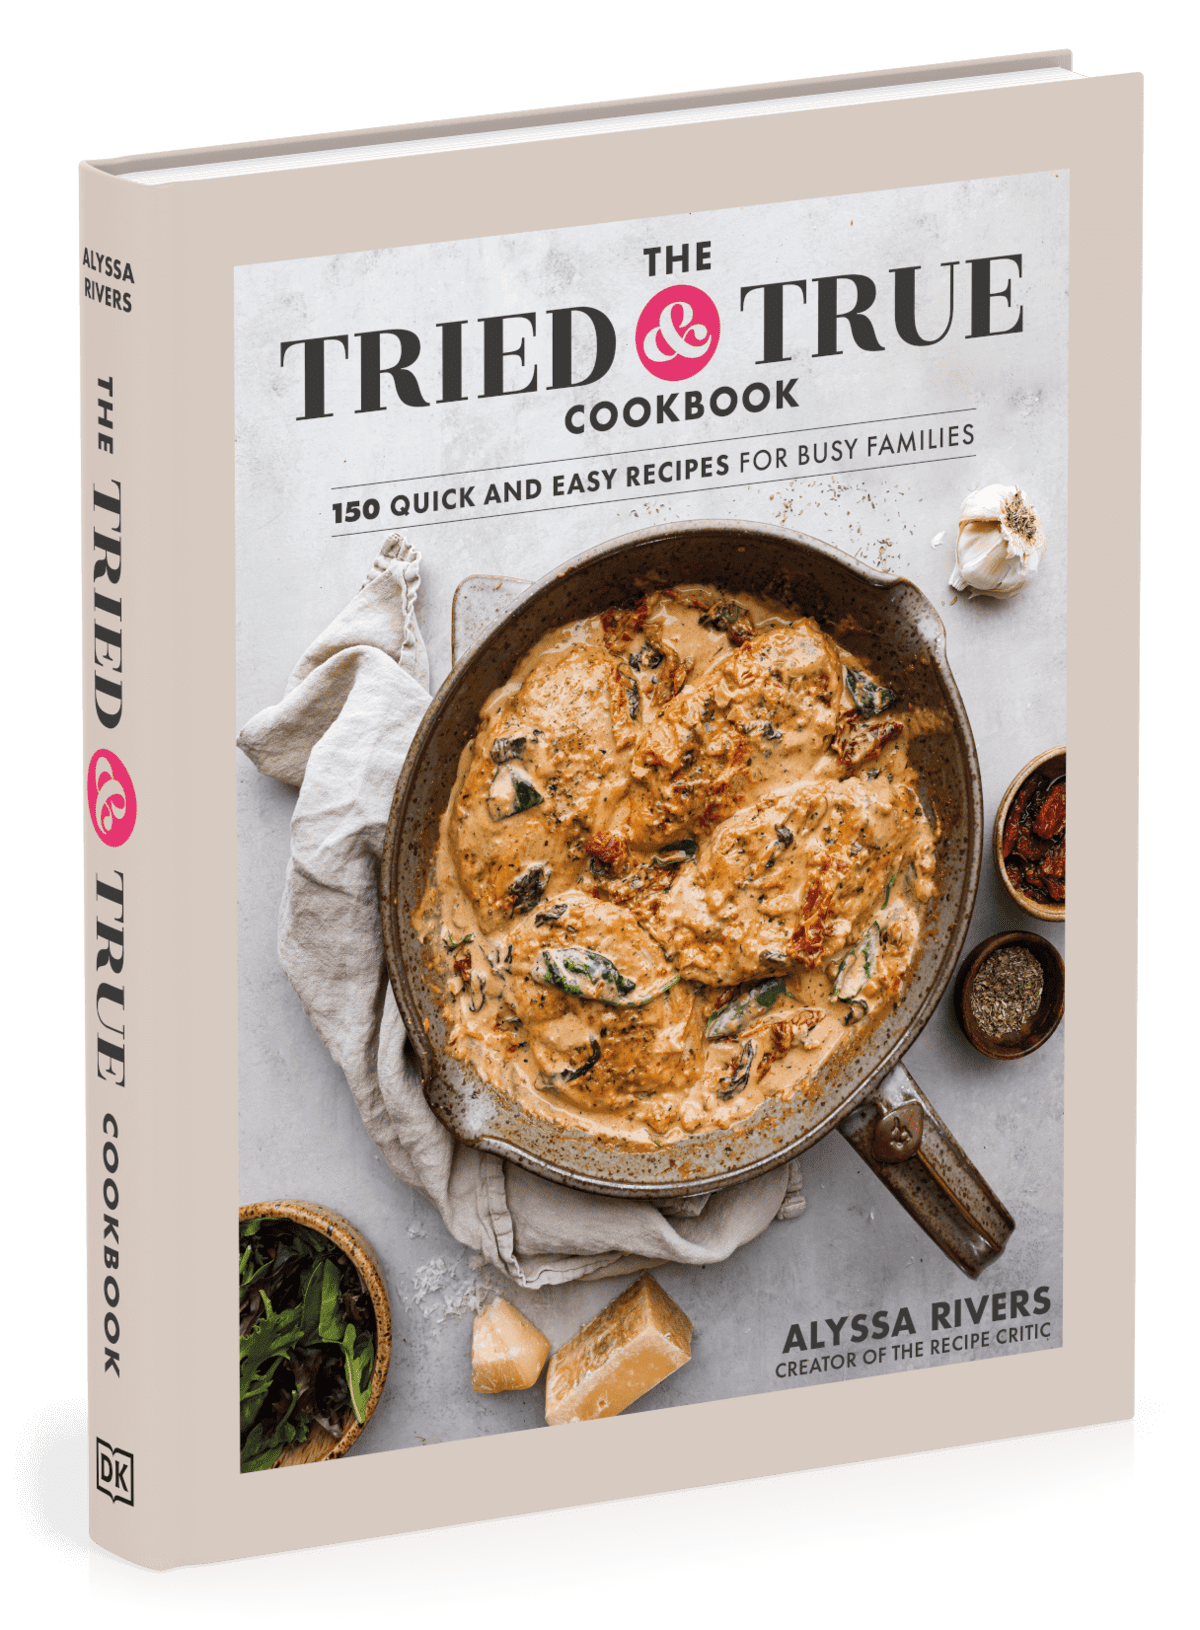 ALYSSA
RIVERS
THE TRIED & TRUE COOKBOOK
DK
THE
TRIED & TRUE
COOKBOOK
150 QUICK AND EASY RECIPES FOR BUSY FAMILIES
ALYSSA RIVERS
CREATOR OF THE RECIPE CRITIC